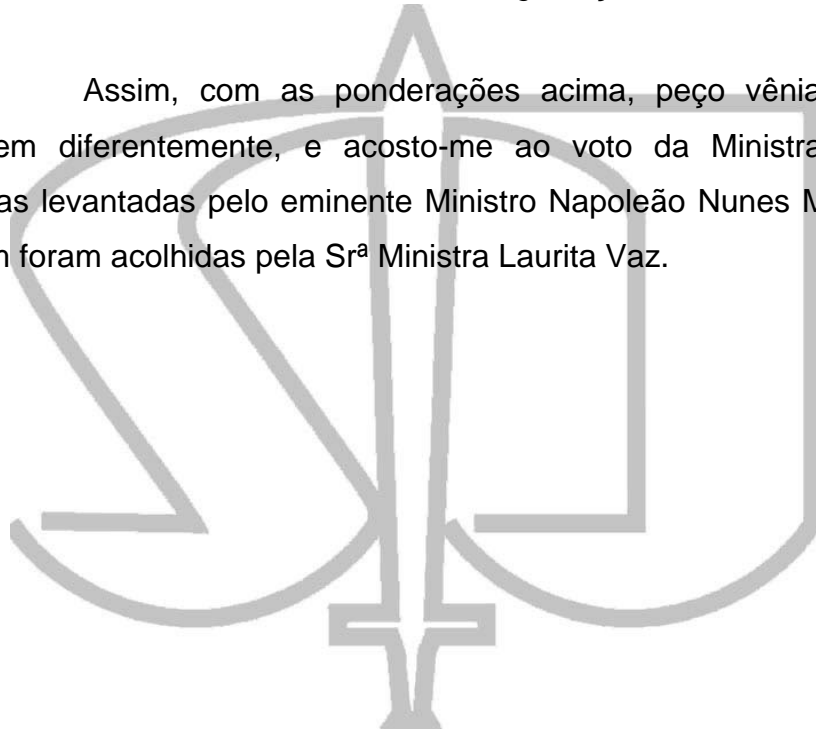 Assim, com as ponderações acima, peço vênia
em diferentemente, e acosto-me ao voto da Ministra
as levantadas pelo eminente Ministro Napoleão Nunes M
foram acolhidas pela Srª Ministra Laurita Vaz.